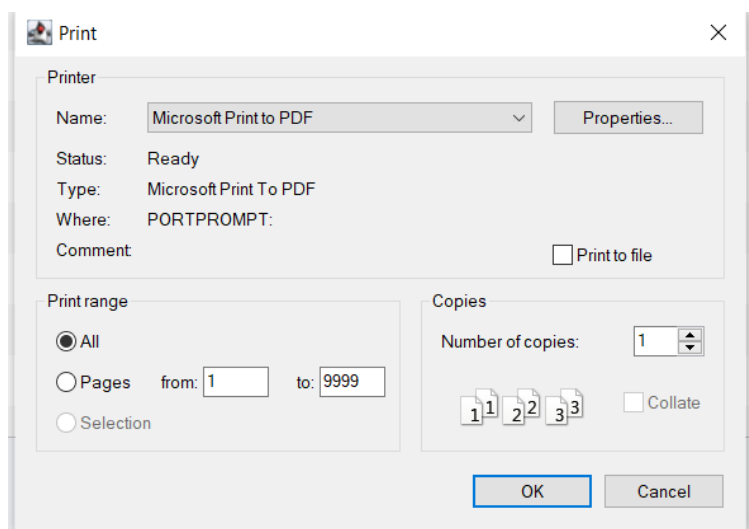 Print
Printer
Name: Microsoft Print to PDF Properties...
Status: Ready
Type: Microsoft Print To PDF
Where: PORTPROMPT:
Comment:
Print to file
Print range
All
Pages from: 1 to: 9999
Selection
Copies
Number of copies: 1
1 1 2 2 3 3
Collate
OK Cancel